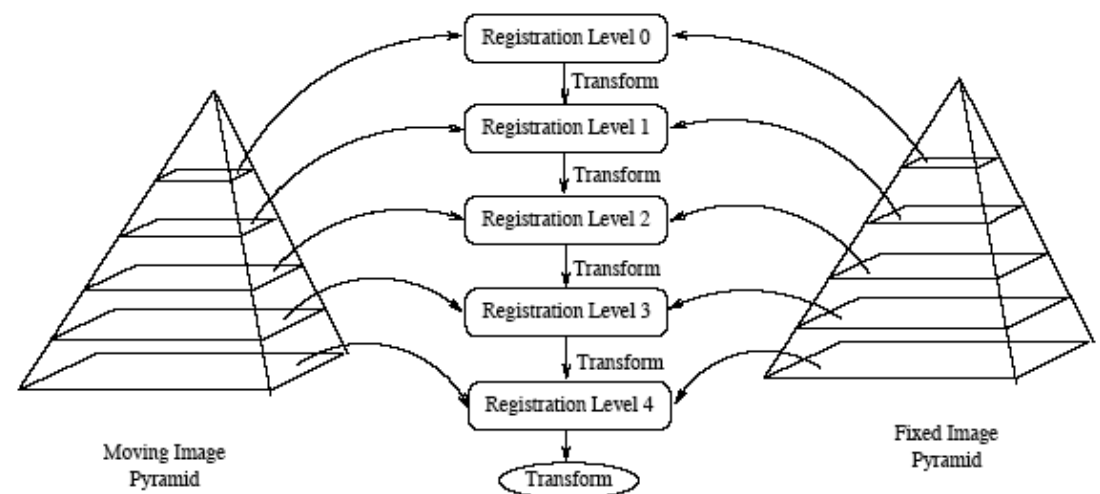 Registration Level 0
Transform
Registration Level 1
Transform
Registration Level 2
Transform
Registration Level 3
Transform
Registration Level 4
Transform
Moving Image
Pyramid
Fixed Image
Pyramid